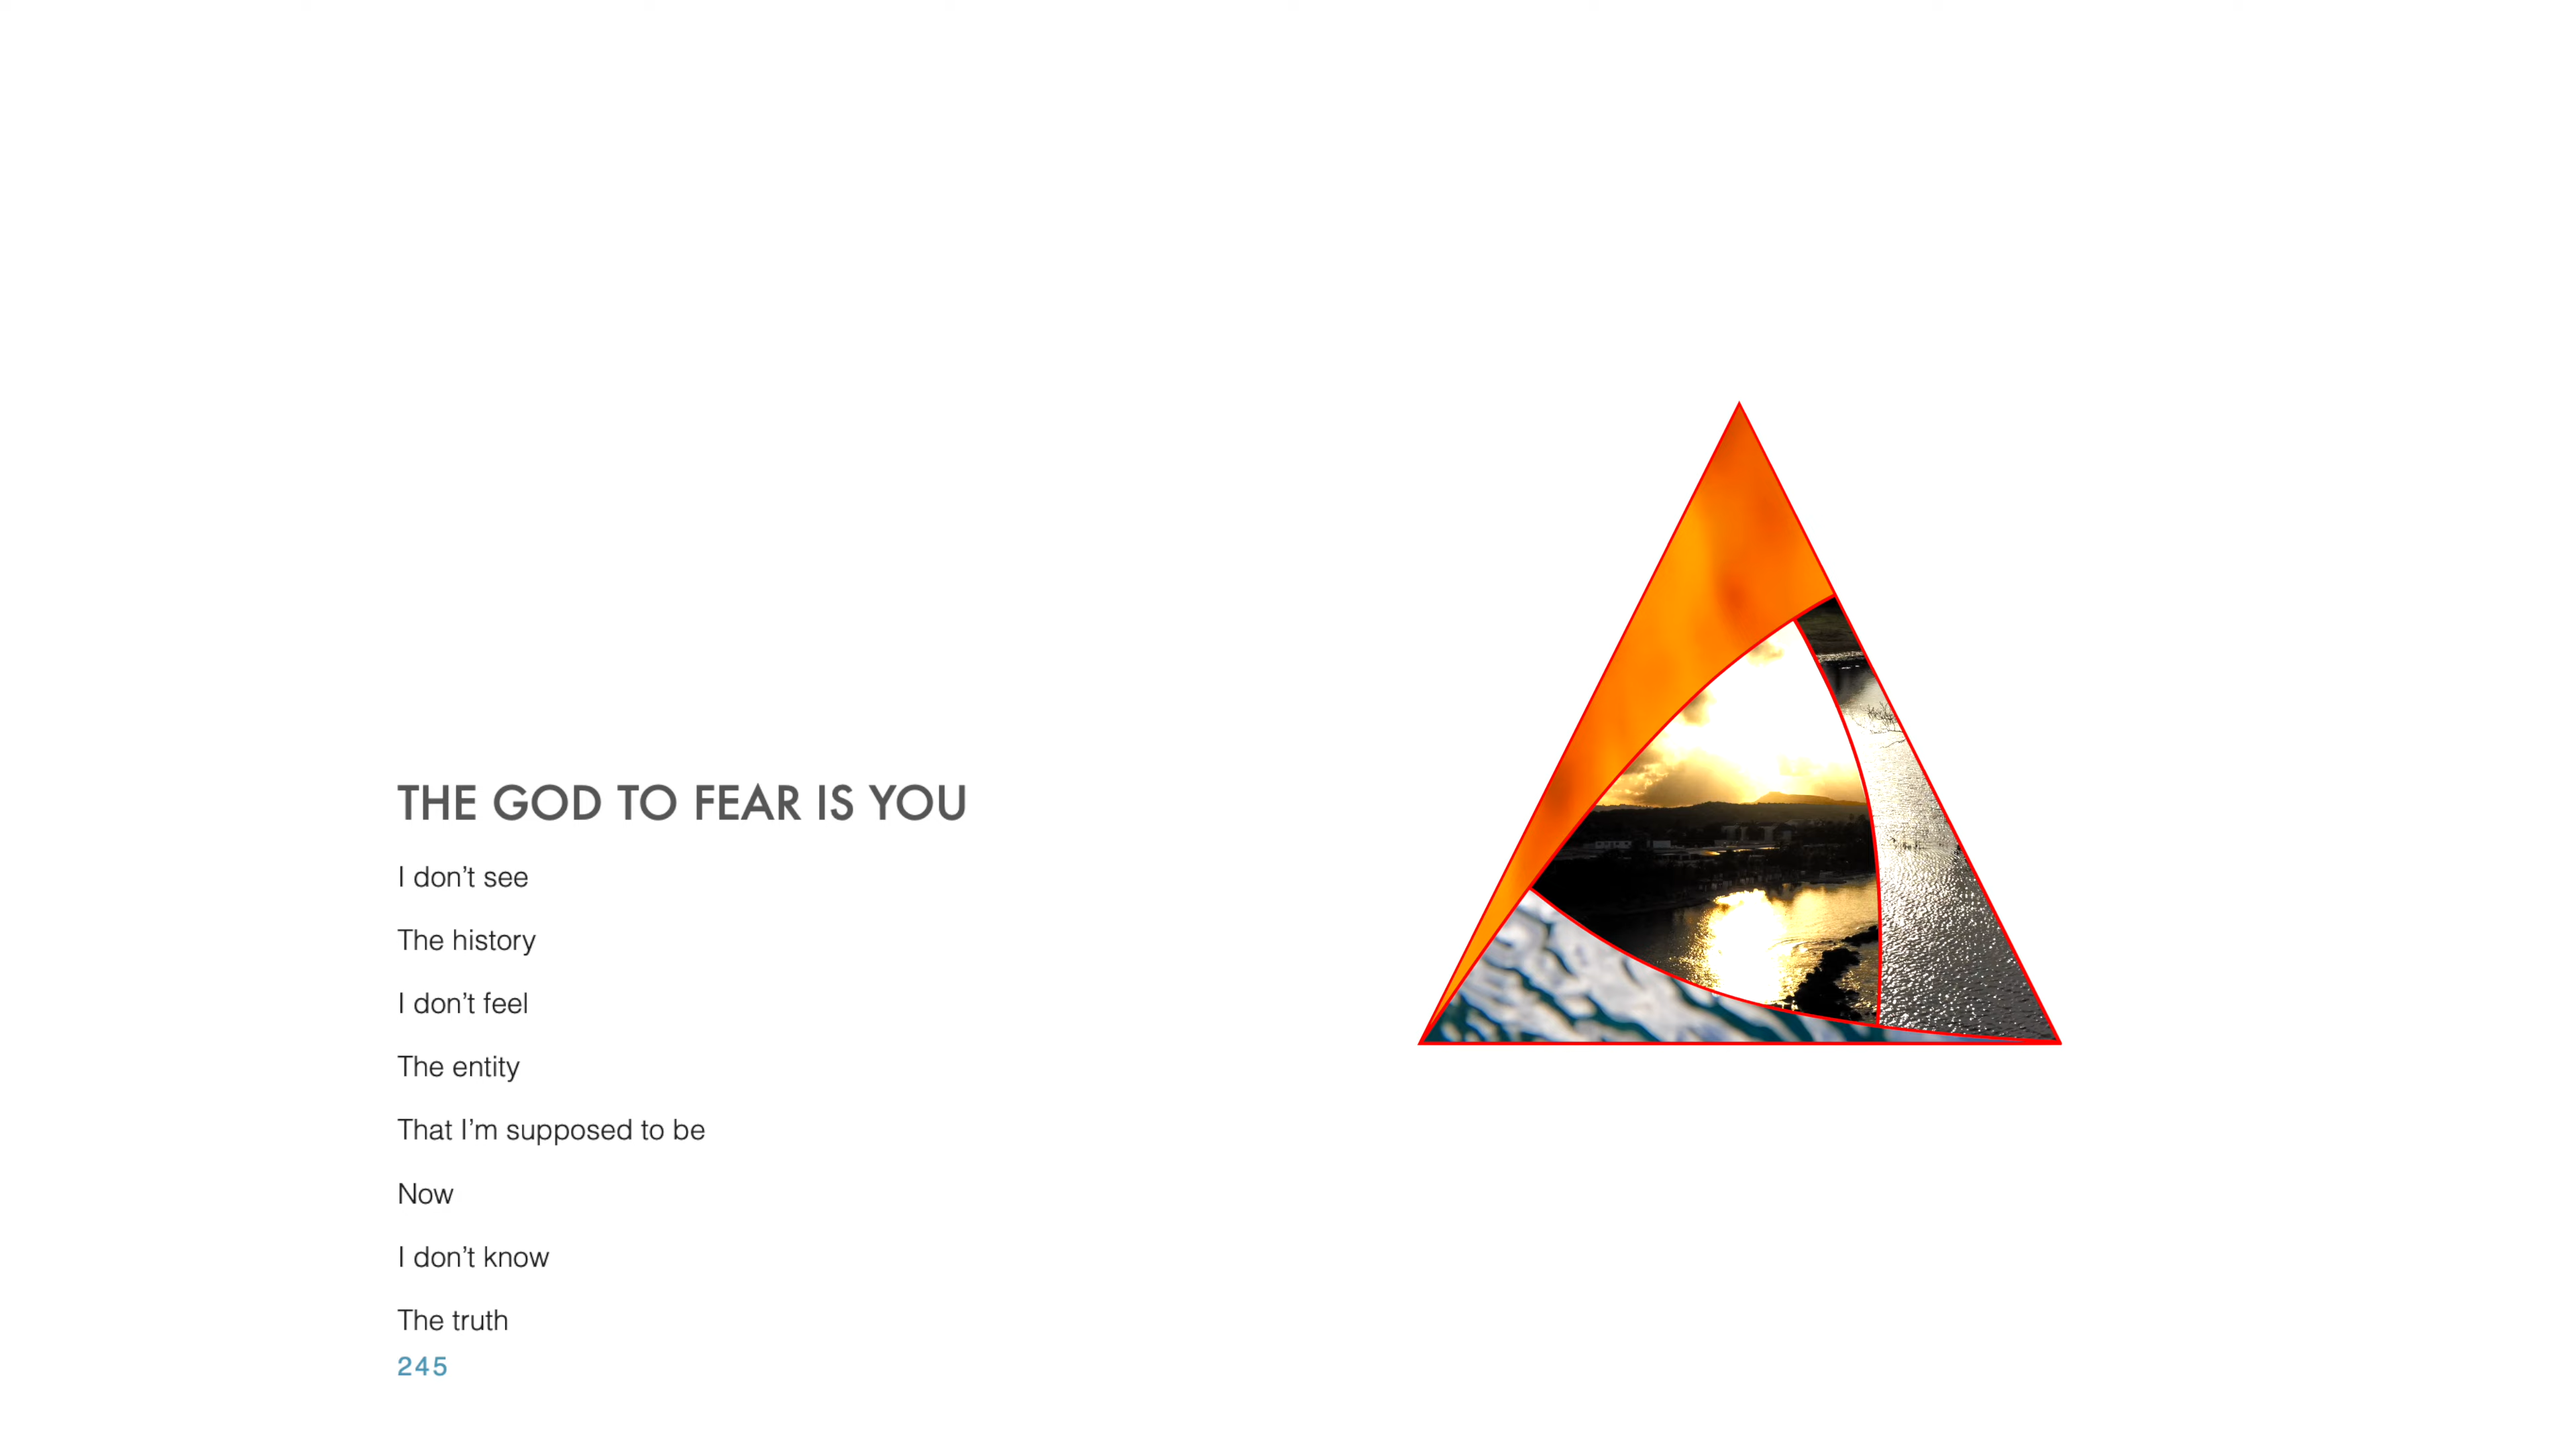 THE GOD TO FEAR IS YOU
I don’t see
The history
I don’t feel
The entity
That I’m supposed to be
Now
I don’t know
The truth
245